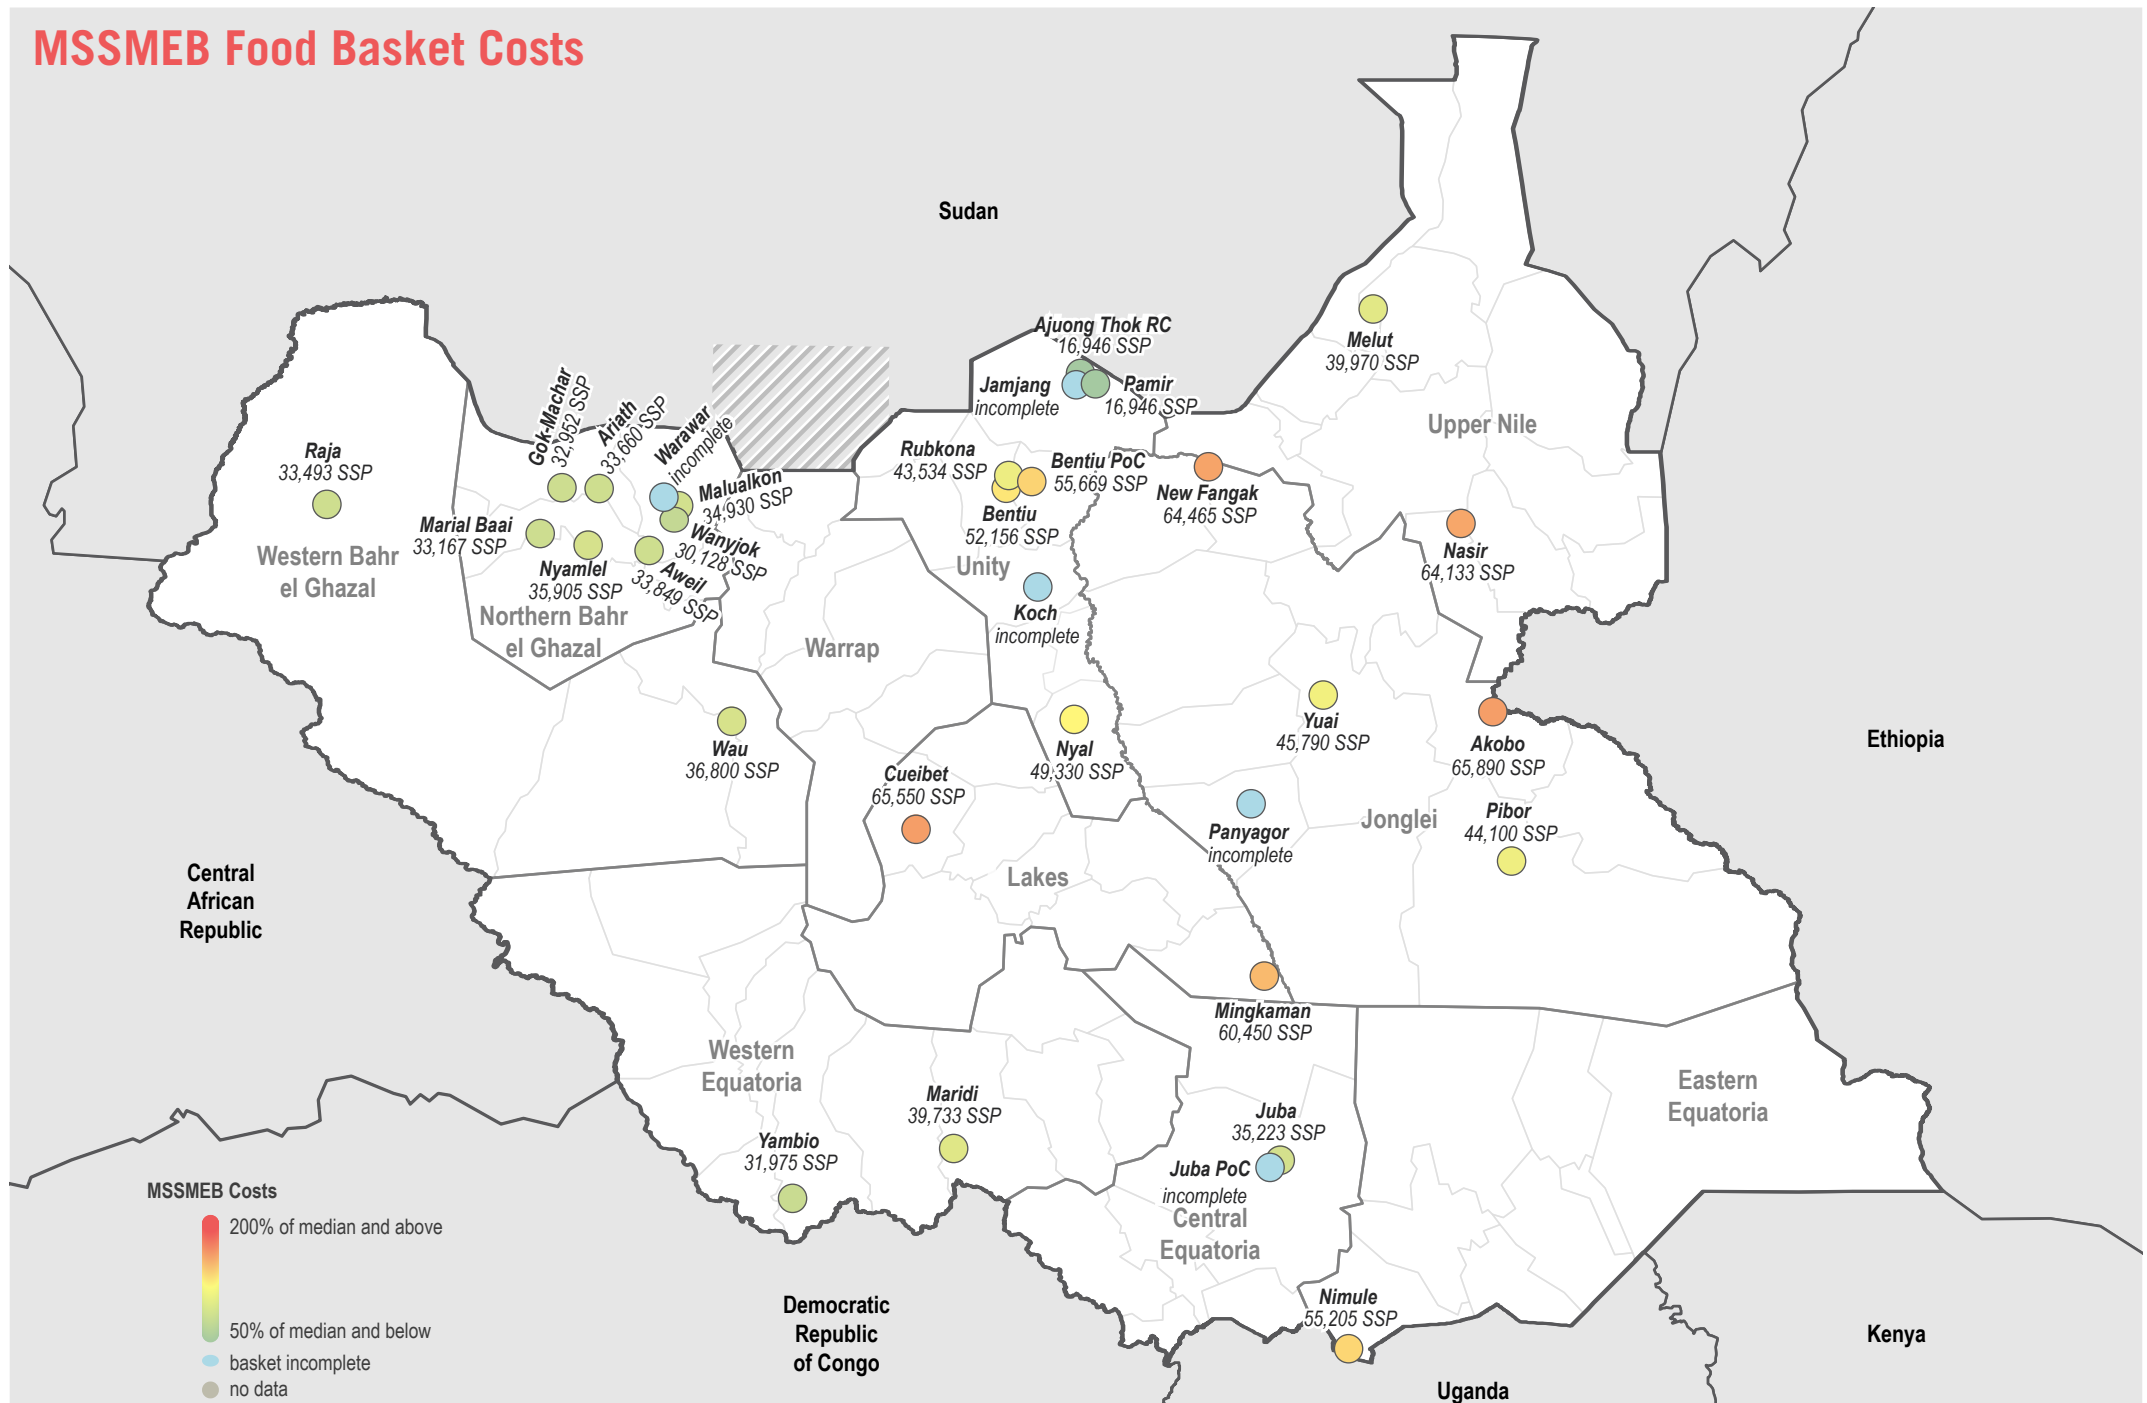 MSSMEB Food Basket Costs
Sudan
Ajuong Thok RC
16,946 SSP
Jamjang
incomplete
Pamir
16,946 SSP
Melut
39,970 SSP
Upper Nile
Gok-Machar
32,952 SSP
Ariath
33,660 SSP
Warawar
incomplete
Raja
33,493 SSP
Malualkon
34,930 SSP
Rubkona
43,534 SSP
Bentiu PoC
55,669 SSP
New Fangak
64,465 SSP
Marial Baai
33,167 SSP
Bentiu
52,156 SSP
Wanyjok
30,128 SSP
Nasir
64,133 SSP
Western Bahr
el Ghazal
Nyamlel
35,905 SSP
Aweil
33,849 SSP
Unity
Northern Bahr
el Ghazal
Koch
incomplete
Warrap
Wau
36,800 SSP
Nyal
49,330 SSP
Yuai
45,790 SSP
Akobo
65,890 SSP
Ethiopia
Cueibet
65,550 SSP
Panyagor
incomplete
Jonglei
Pibor
44,100 SSP
Lakes
Central
African
Republic
Mingkaman
60,450 SSP
Western
Equatoria
Maridi
39,733 SSP
Eastern
Equatoria
Yambio
31,975 SSP
Juba
35,223 SSP
Juba PoC
incomplete
Central
Equatoria
MSSMEB Costs
200% of median and above
50% of median and below
basket incomplete
no data
Democratic
Republic
of Congo
Nimule
55,205 SSP
Kenya
Uganda